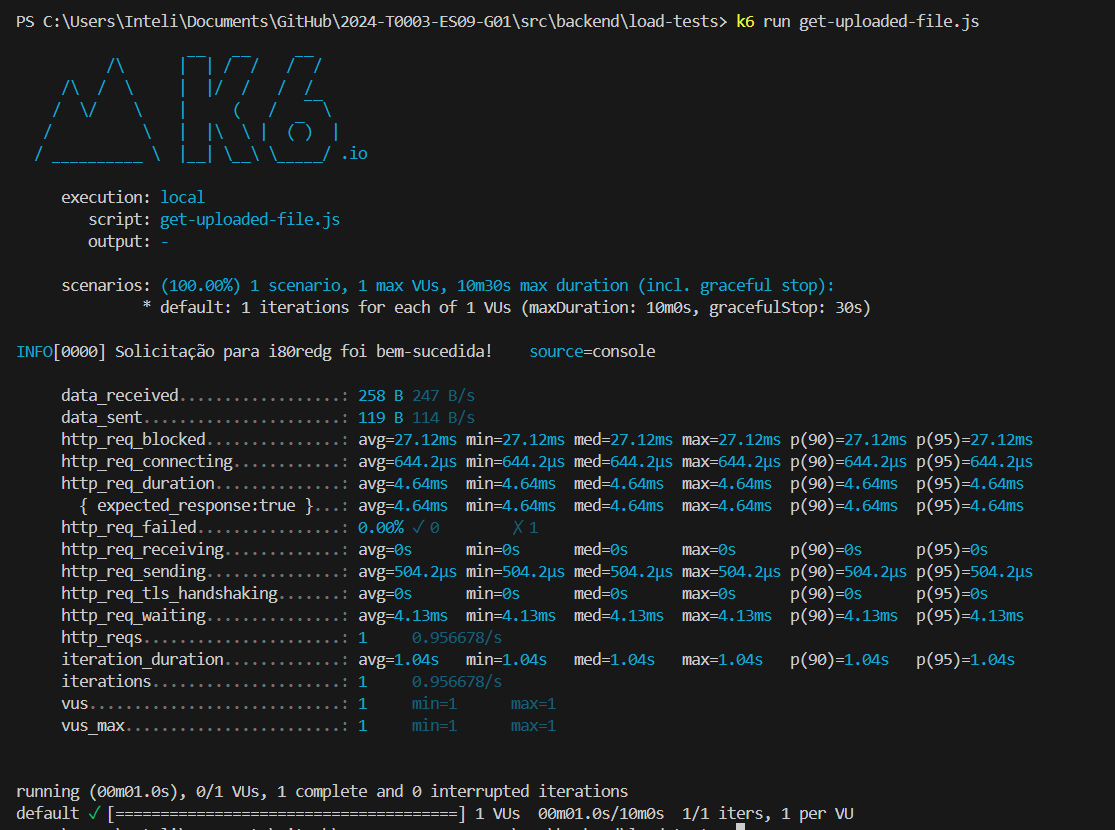 PS C:\Users\Inteli\Documents\GitHub\2024-T0003-ES09-G01\src\backend\load-tests> k6 run get-uploaded-file.js
.io
execution: local
script: get-uploaded-file.js
output: -
scenarios: (100.00%) 1 scenario, 1 max VUs, 10m30s max duration (incl. graceful stop):
* default: 1 iterations for each of 1 VUs (maxDuration: 10m0s, gracefulStop: 30s)
INFO[0000] Solicitação para i80redg foi bem-sucedida! source=console
data_received..................: 258 B 247 B/s
data_sent......................: 119 B 114 B/s
http_req_blocked...............: avg=27.12ms min=27.12ms med=27.12ms max=27.12ms p(90)=27.12ms p(95)=27.12ms
http_req_connecting............: avg=644.2µs min=644.2µs med=644.2µs max=644.2µs p(90)=644.2µs p(95)=644.2µs
http_req_duration..............: avg=4.64ms min=4.64ms med=4.64ms max=4.64ms p(90)=4.64ms p(95)=4.64ms
{ expected_response:true }...: avg=4.64ms min=4.64ms med=4.64ms max=4.64ms p(90)=4.64ms p(95)=4.64ms
http_req_failed................: 0.00% ✓ 0 ✗ 1
http_req_receiving.............: avg=0s min=0s med=0s max=0s p(90)=0s p(95)=0s
http_req_sending...............: avg=504.2µs min=504.2µs med=504.2µs max=504.2µs p(90)=504.2µs p(95)=504.2µs
http_req_tls_handshaking.......: avg=0s min=0s med=0s max=0s p(90)=0s p(95)=0s
http_req_waiting...............: avg=4.13ms min=4.13ms med=4.13ms max=4.13ms p(90)=4.13ms p(95)=4.13ms
http_reqs......................: 1 0.956678/s
iteration_duration.............: avg=1.04s min=1.04s med=1.04s max=1.04s p(90)=1.04s p(95)=1.04s
iterations.....................: 1 0.956678/s
vus............................: 1 min=1 max=1
vus_max........................: 1 min=1 max=1
running (00m01.0s), 0/1 VUs, 1 complete and 0 interrupted iterations
default ✓ [======================================] 1 VUs 00m01.0s/10m0s 1/1 iters, 1 per VU